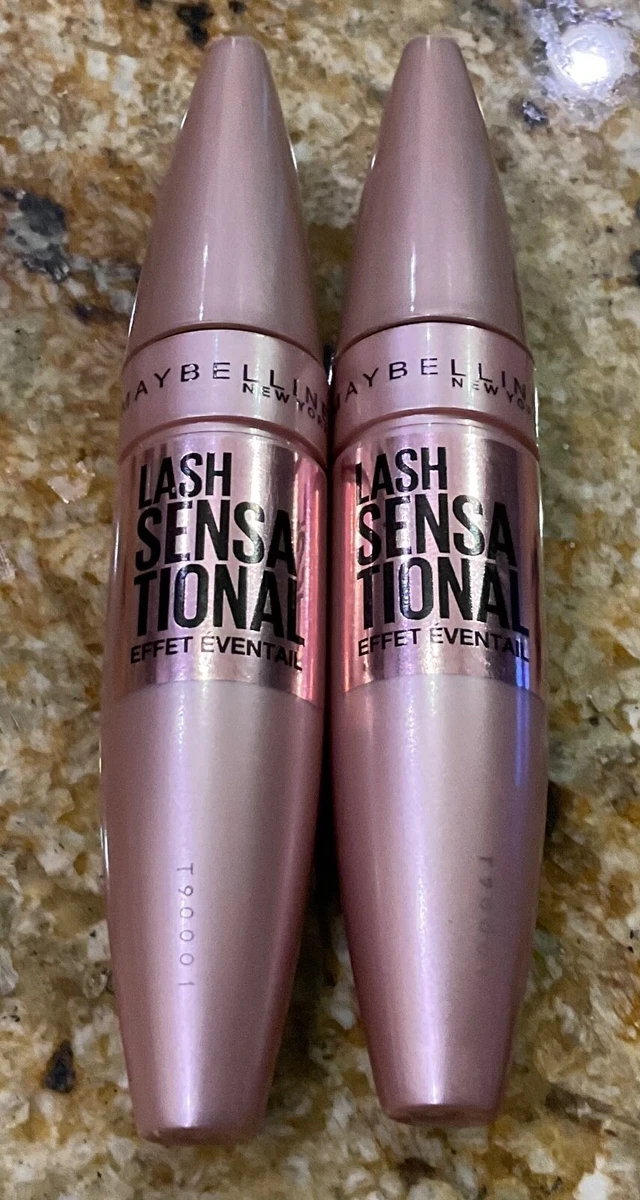 MAYBELLINE
NEW YORK
LASH
SENSA
TIONAL
EFFET ÉVENTAIL
T90001
MAYBELLINE
NEW YORK
LASH
SENSA
TIONAL
EFFET ÉVENTAIL